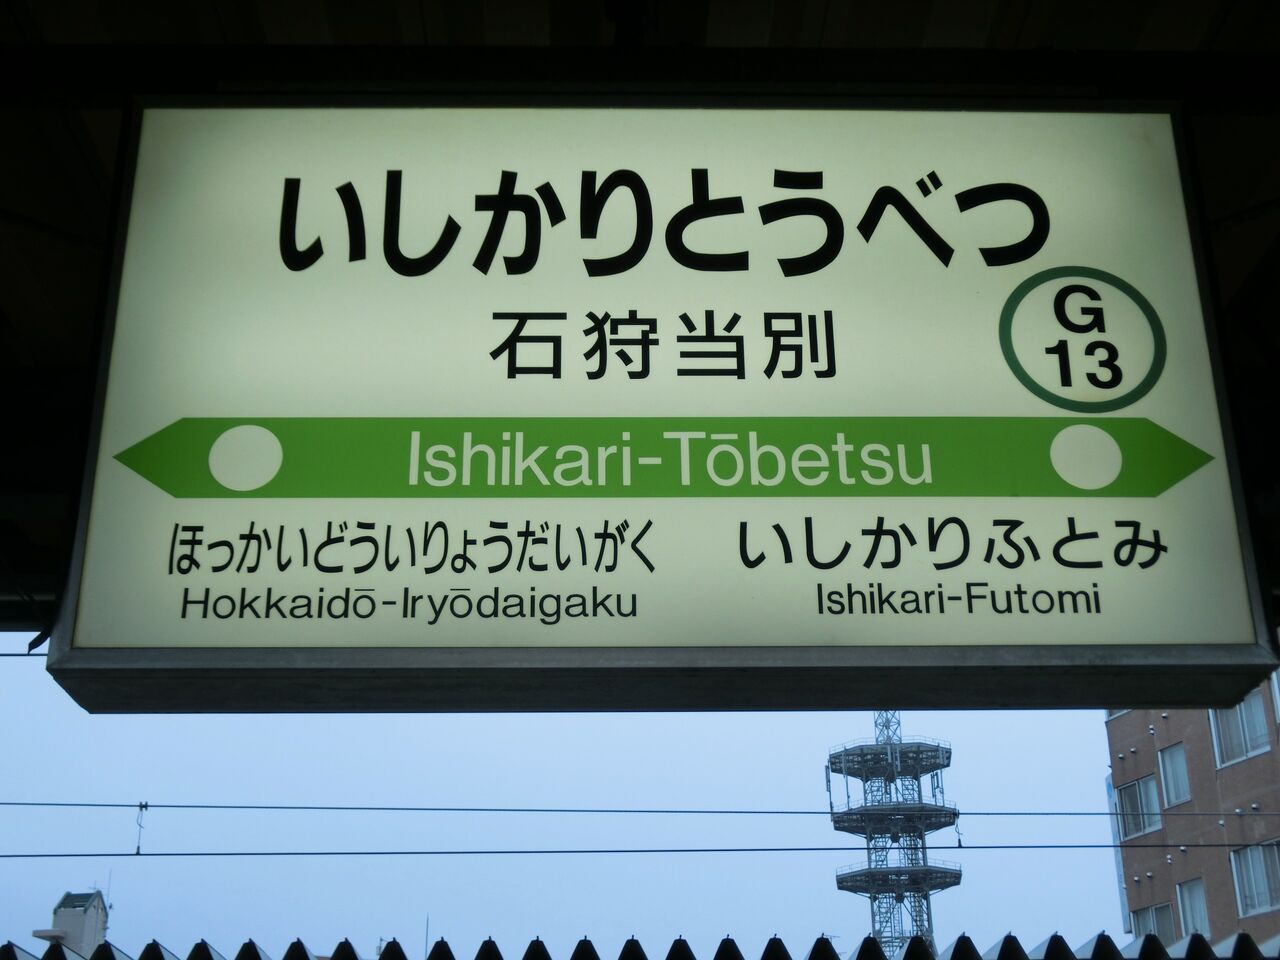 いしかりとうべつ
石狩当別
G
13
Ishikari-Tōbetsu
ほっかいどういりょうだいがく
Hokkaidō-Iryōdaigaku
いしかりふとみ
Ishikari-Futomi